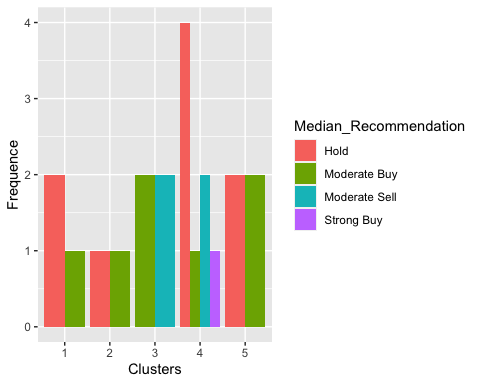 4
3
2
1
0
Frequence
1 2 3 4 5
Clusters
Median_Recommendation
Hold
Moderate Buy
Moderate Sell
Strong Buy